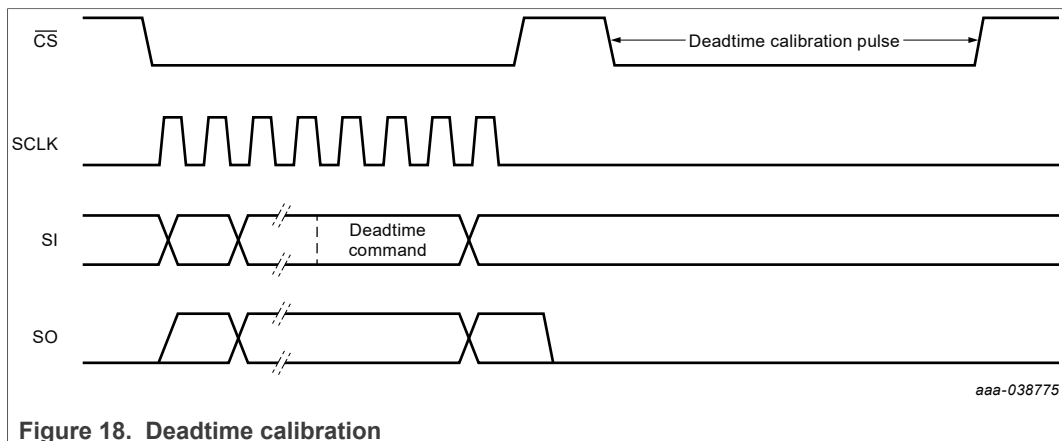 CS
Deadtime calibration pulse
SCLK
SI
Deadtime
command
SO
aaa-038775
Figure 18. Deadtime calibration